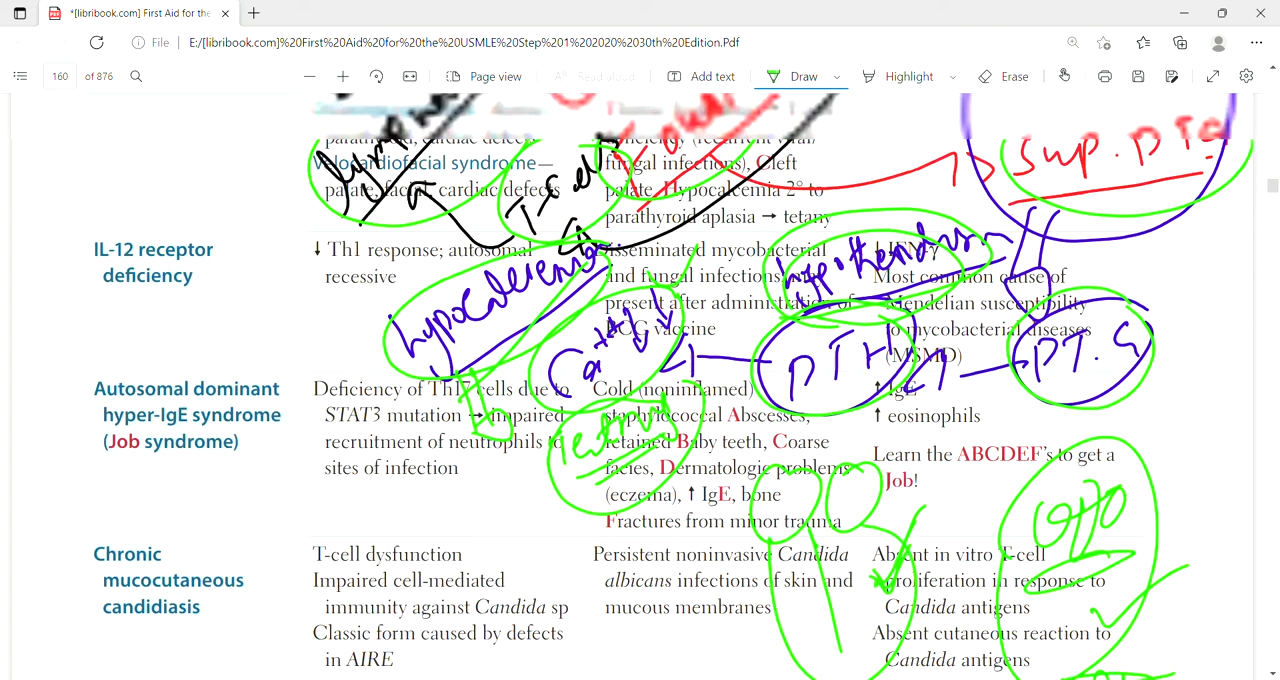 *[libribook.com] First Aid for the
File E:/[libribook.com]%20First%20Aid%20for%20the%20USMLE%20Step%201%202020%2030th%20Edition.Pdf
160 of 876 Page view Read aloud Add text Draw Highlight Erase
Velocardiofacial syndrome—
palate, facial, cardiac defects
fungal infections), Cleft
palate, Hypocalcemia 2° to
parathyroid aplasia → tetany
T-cell
Sup. PTG
IL-12 receptor
deficiency
↓ Th1 response; autosomal
recessive
Disseminated mycobacterial
and fungal infections;
present after administration of
BCG vaccine
↓ IFN-γ
Most common cause of
Mendelian susceptibility
to mycobacterial diseases
(MSMD)
hypocalcemia
Ca++ ↓↓
PTH
PT.G
Tetany
Autosomal dominant
hyper-IgE syndrome
(Job syndrome)
Deficiency of Th17 cells due to
STAT3 mutation → impaired
recruitment of neutrophils to
sites of infection
Cold (noninflamed)
staphylococcal Abscesses,
retained Baby teeth, Coarse
facies, Dermatologic problems
(eczema), ↑ IgE, bone
Fractures from minor trauma
↑ IgE
↑ eosinophils
Learn the ABCDEF's to get a
Job!
Chronic
mucocutaneous
candidiasis
T-cell dysfunction
Impaired cell-mediated
immunity against Candida sp
Classic form caused by defects
in AIRE
Persistent noninvasive Candida
albicans infections of skin and
mucous membranes
Absent in vitro T-cell
proliferation in response to
Candida antigens
Absent cutaneous reaction to
Candida antigens